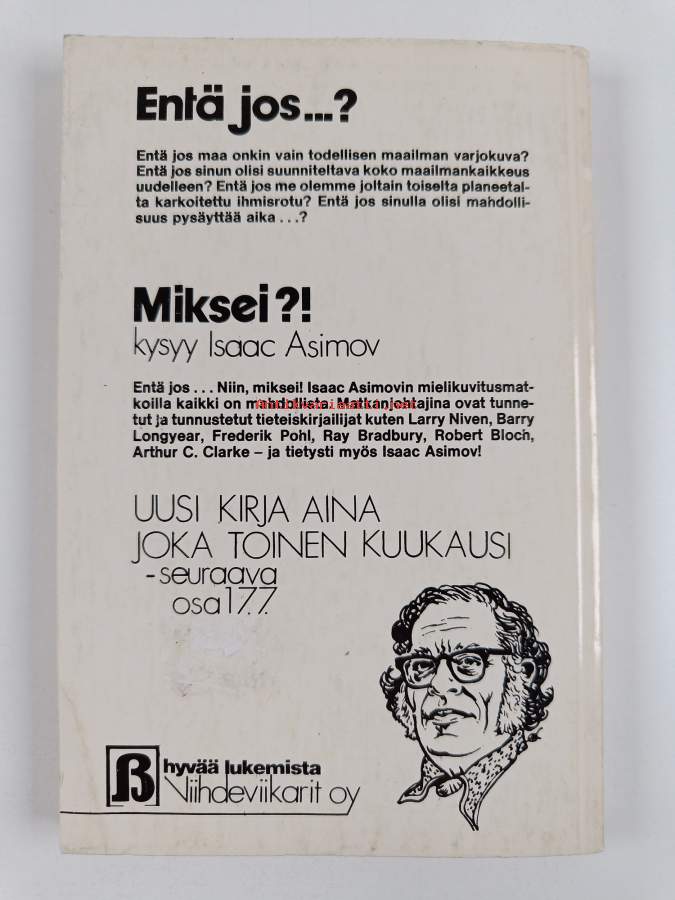 Entä jos...?
Entä jos maa onkin vain todellisen maailman varjokuva?
Entä jos sinun olisi suunniteltava koko maailmankaikkeus
uudelleen? Entä jos me olemme joltain toiselta planeetal-
ta karkoitettu ihmisrotu? Entä jos sinulla olisi mahdolli-
suus pysäyttää aika...?
Miksei?!
kysyy Isaac Asimov
Entä jos... Niin, miksei! Isaac Asimovin mielikuvitusmat-
koilla kaikki on mahdollista. Matkanjohtajina ovat tunne-
tut ja tunnustetut tieteiskirjailijat kuten Larry Niven, Barry
Longyear, Frederik Pohl, Ray Bradbury, Robert Bloch,
Arthur C. Clarke – ja tietysti myös Isaac Asimov!
UUSI KIRJA AINA
JOKA TOINEN KUUKAUSI
-seuraava
osa 17.7.
hyvää lukemista
Viihdeviikarit oy